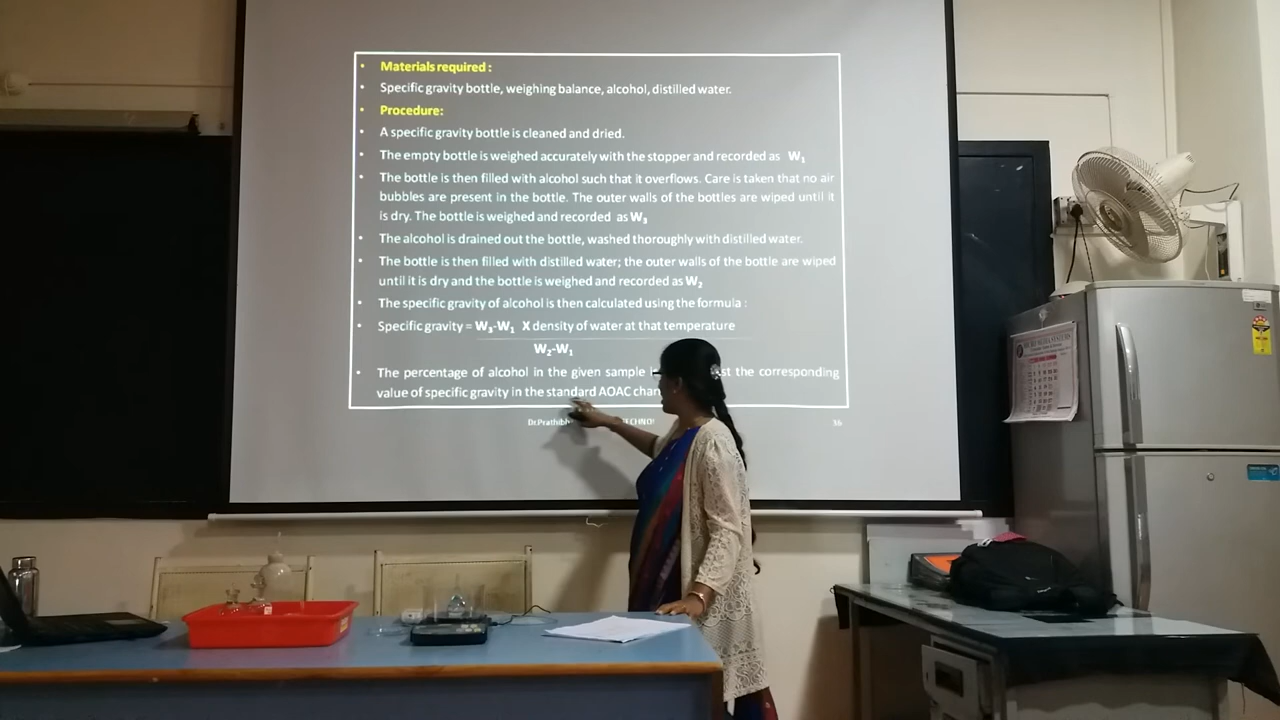 Materials required :
Specific gravity bottle, weighing balance, alcohol, distilled water.
Procedure:
A specific gravity bottle is cleaned and dried.
The empty bottle is weighed accurately with the stopper and recorded as W1
The bottle is then filled with alcohol such that it overflows. Care is taken that no air
bubbles are present in the bottle. The outer walls of the bottles are wiped until it
is dry. The bottle is weighed and recorded as W3
The alcohol is drained out the bottle, washed thoroughly with distilled water.
The bottle is then filled with distilled water; the outer walls of the bottle are wiped
until it is dry and the bottle is weighed and recorded as W2
The specific gravity of alcohol is then calculated using the formula :
Specific gravity = W3-W1 X density of water at that temperature
W2-W1
The percentage of alcohol in the given sample the corresponding
value of specific gravity in the standard AOAC
36